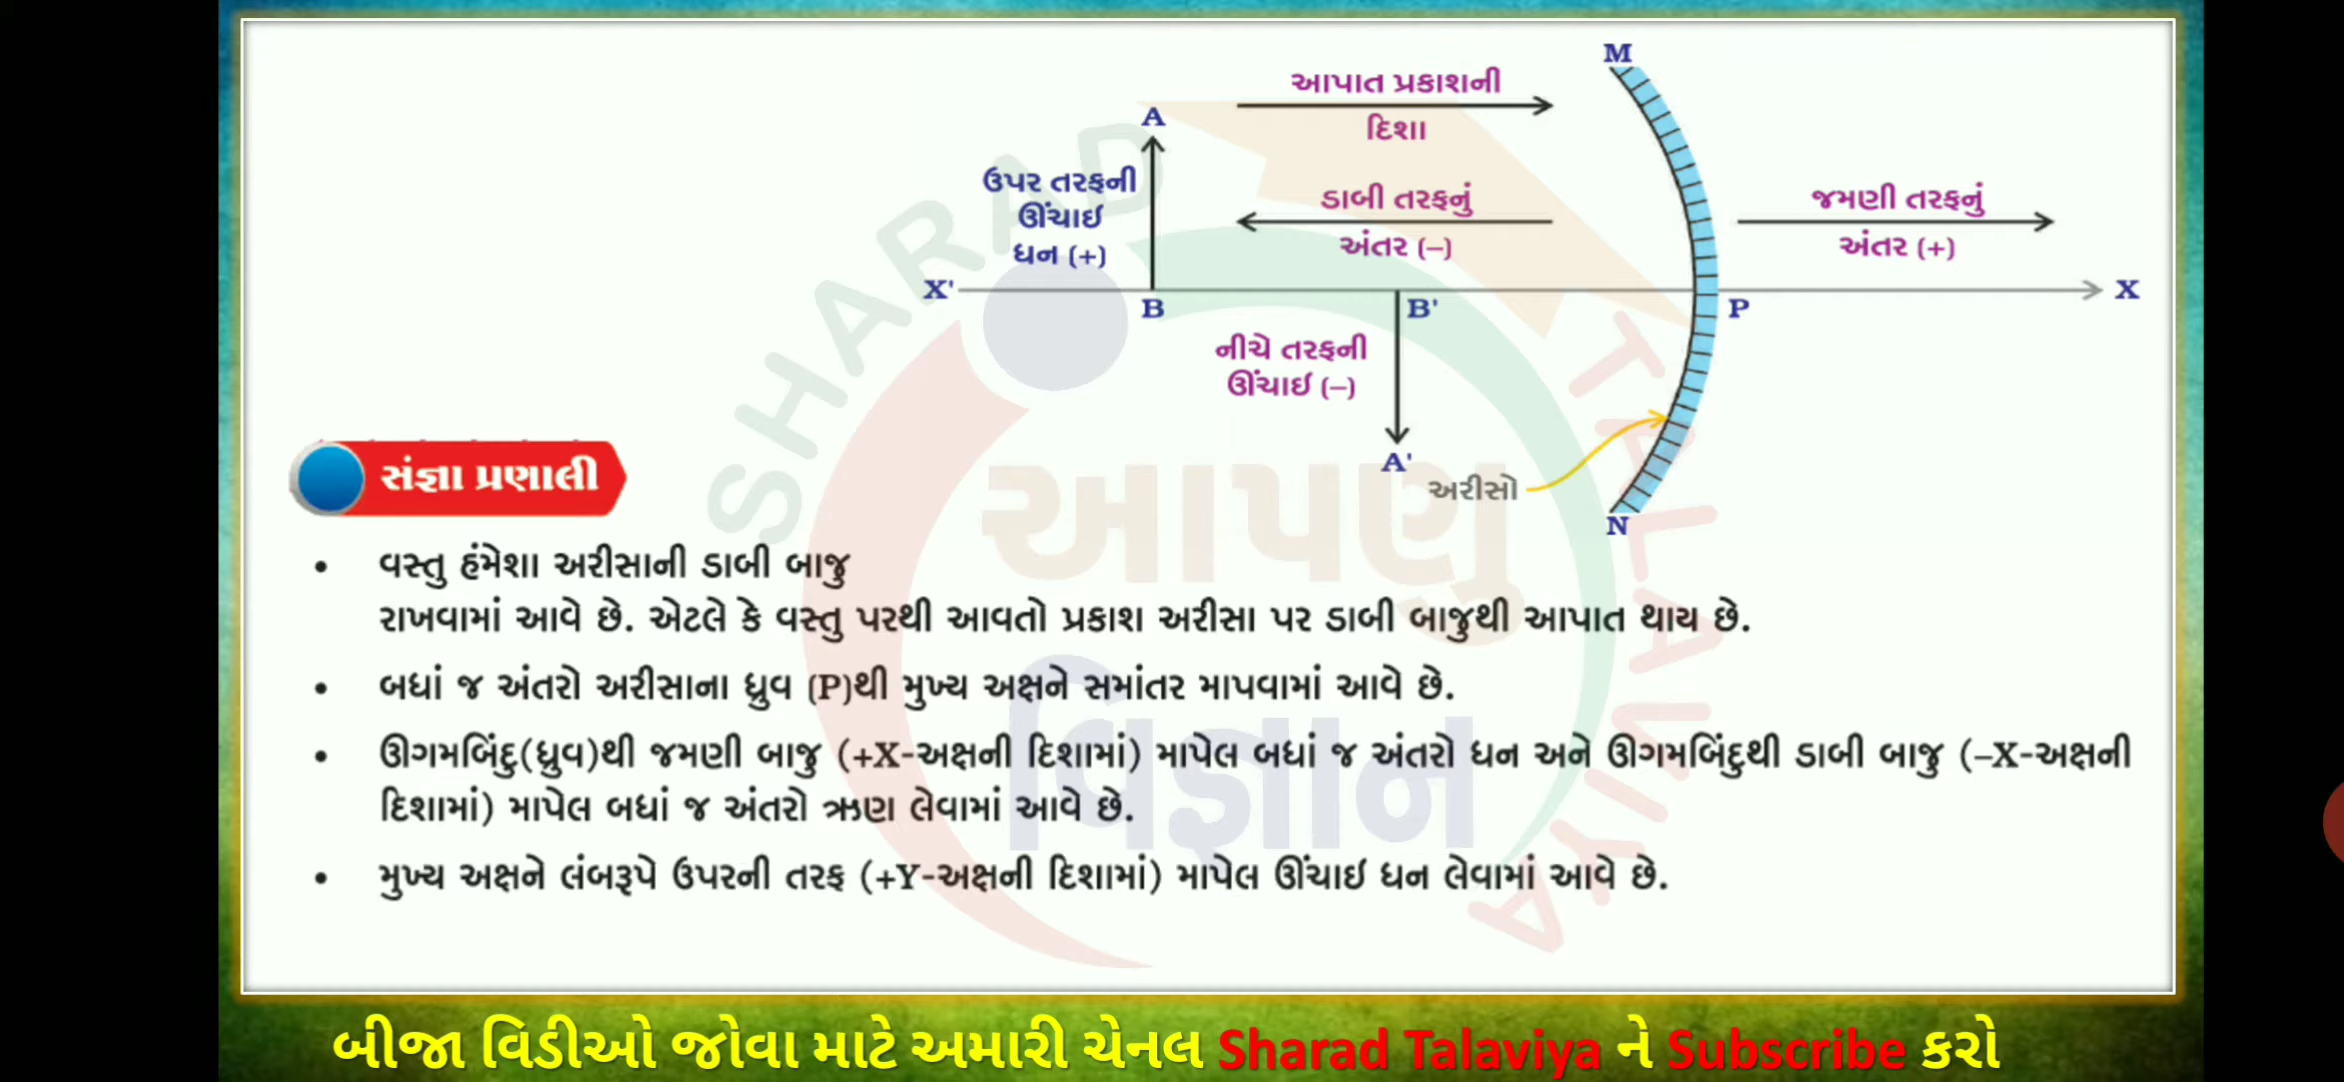 M
આપાત પ્રકાશની
દિશા
A
ઉપર તરફની
ઊંચાઈ
ધન (+)
ડાબી તરફનું
અંતર (–)
જમણી તરફનું
અંતર (+)
X'
B
B'
P
X
નીચે તરફની
ઊંચાઈ (–)
A'
અરીસો
N
સંજ્ઞા પ્રણાલી
• વસ્તુ હંમેશા અરીસાની ડાબી બાજુ
રાખવામાં આવે છે. એટલે કે વસ્તુ પરથી આવતો પ્રકાશ અરીસા પર ડાબી બાજુથી આપાત થાય છે.
• બધાં જ અંતરો અરીસાના ધ્રુવ (P)થી મુખ્ય અક્ષને સમાંતર માપવામાં આવે છે.
• ઊગમબિંદુ(ધ્રુવ)થી જમણી બાજુ (+X-અક્ષની દિશામાં) માપેલ બધાં જ અંતરો ધન અને ઊગમબિંદુથી ડાબી બાજુ (–X-અક્ષની
દિશામાં) માપેલ બધાં જ અંતરો ઋણ લેવામાં આવે છે.
• મુખ્ય અક્ષને લંબરૂપે ઉપરની તરફ (+Y-અક્ષની દિશામાં) માપેલ ઊંચાઈ ધન લેવામાં આવે છે.
SHARAD TALAVIYA
આપણુ
વિજ્ઞાન
બીજા વિડીઓ જોવા માટે અમારી ચેનલ Sharad Talaviya ને Subscribe કરો